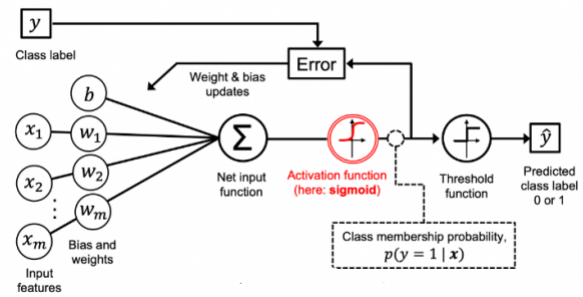 y
Class label
Error
Weight & bias
updates
b
x₁
w₁
x₂
w₂
⋮
xₘ
wₘ
Input
features
Bias and
weights
Σ
Net input
function
Activation function
(here: sigmoid)
Threshold
function
ŷ
Predicted
class label
0 or 1
Class membership probability,
p(y = 1 | x)